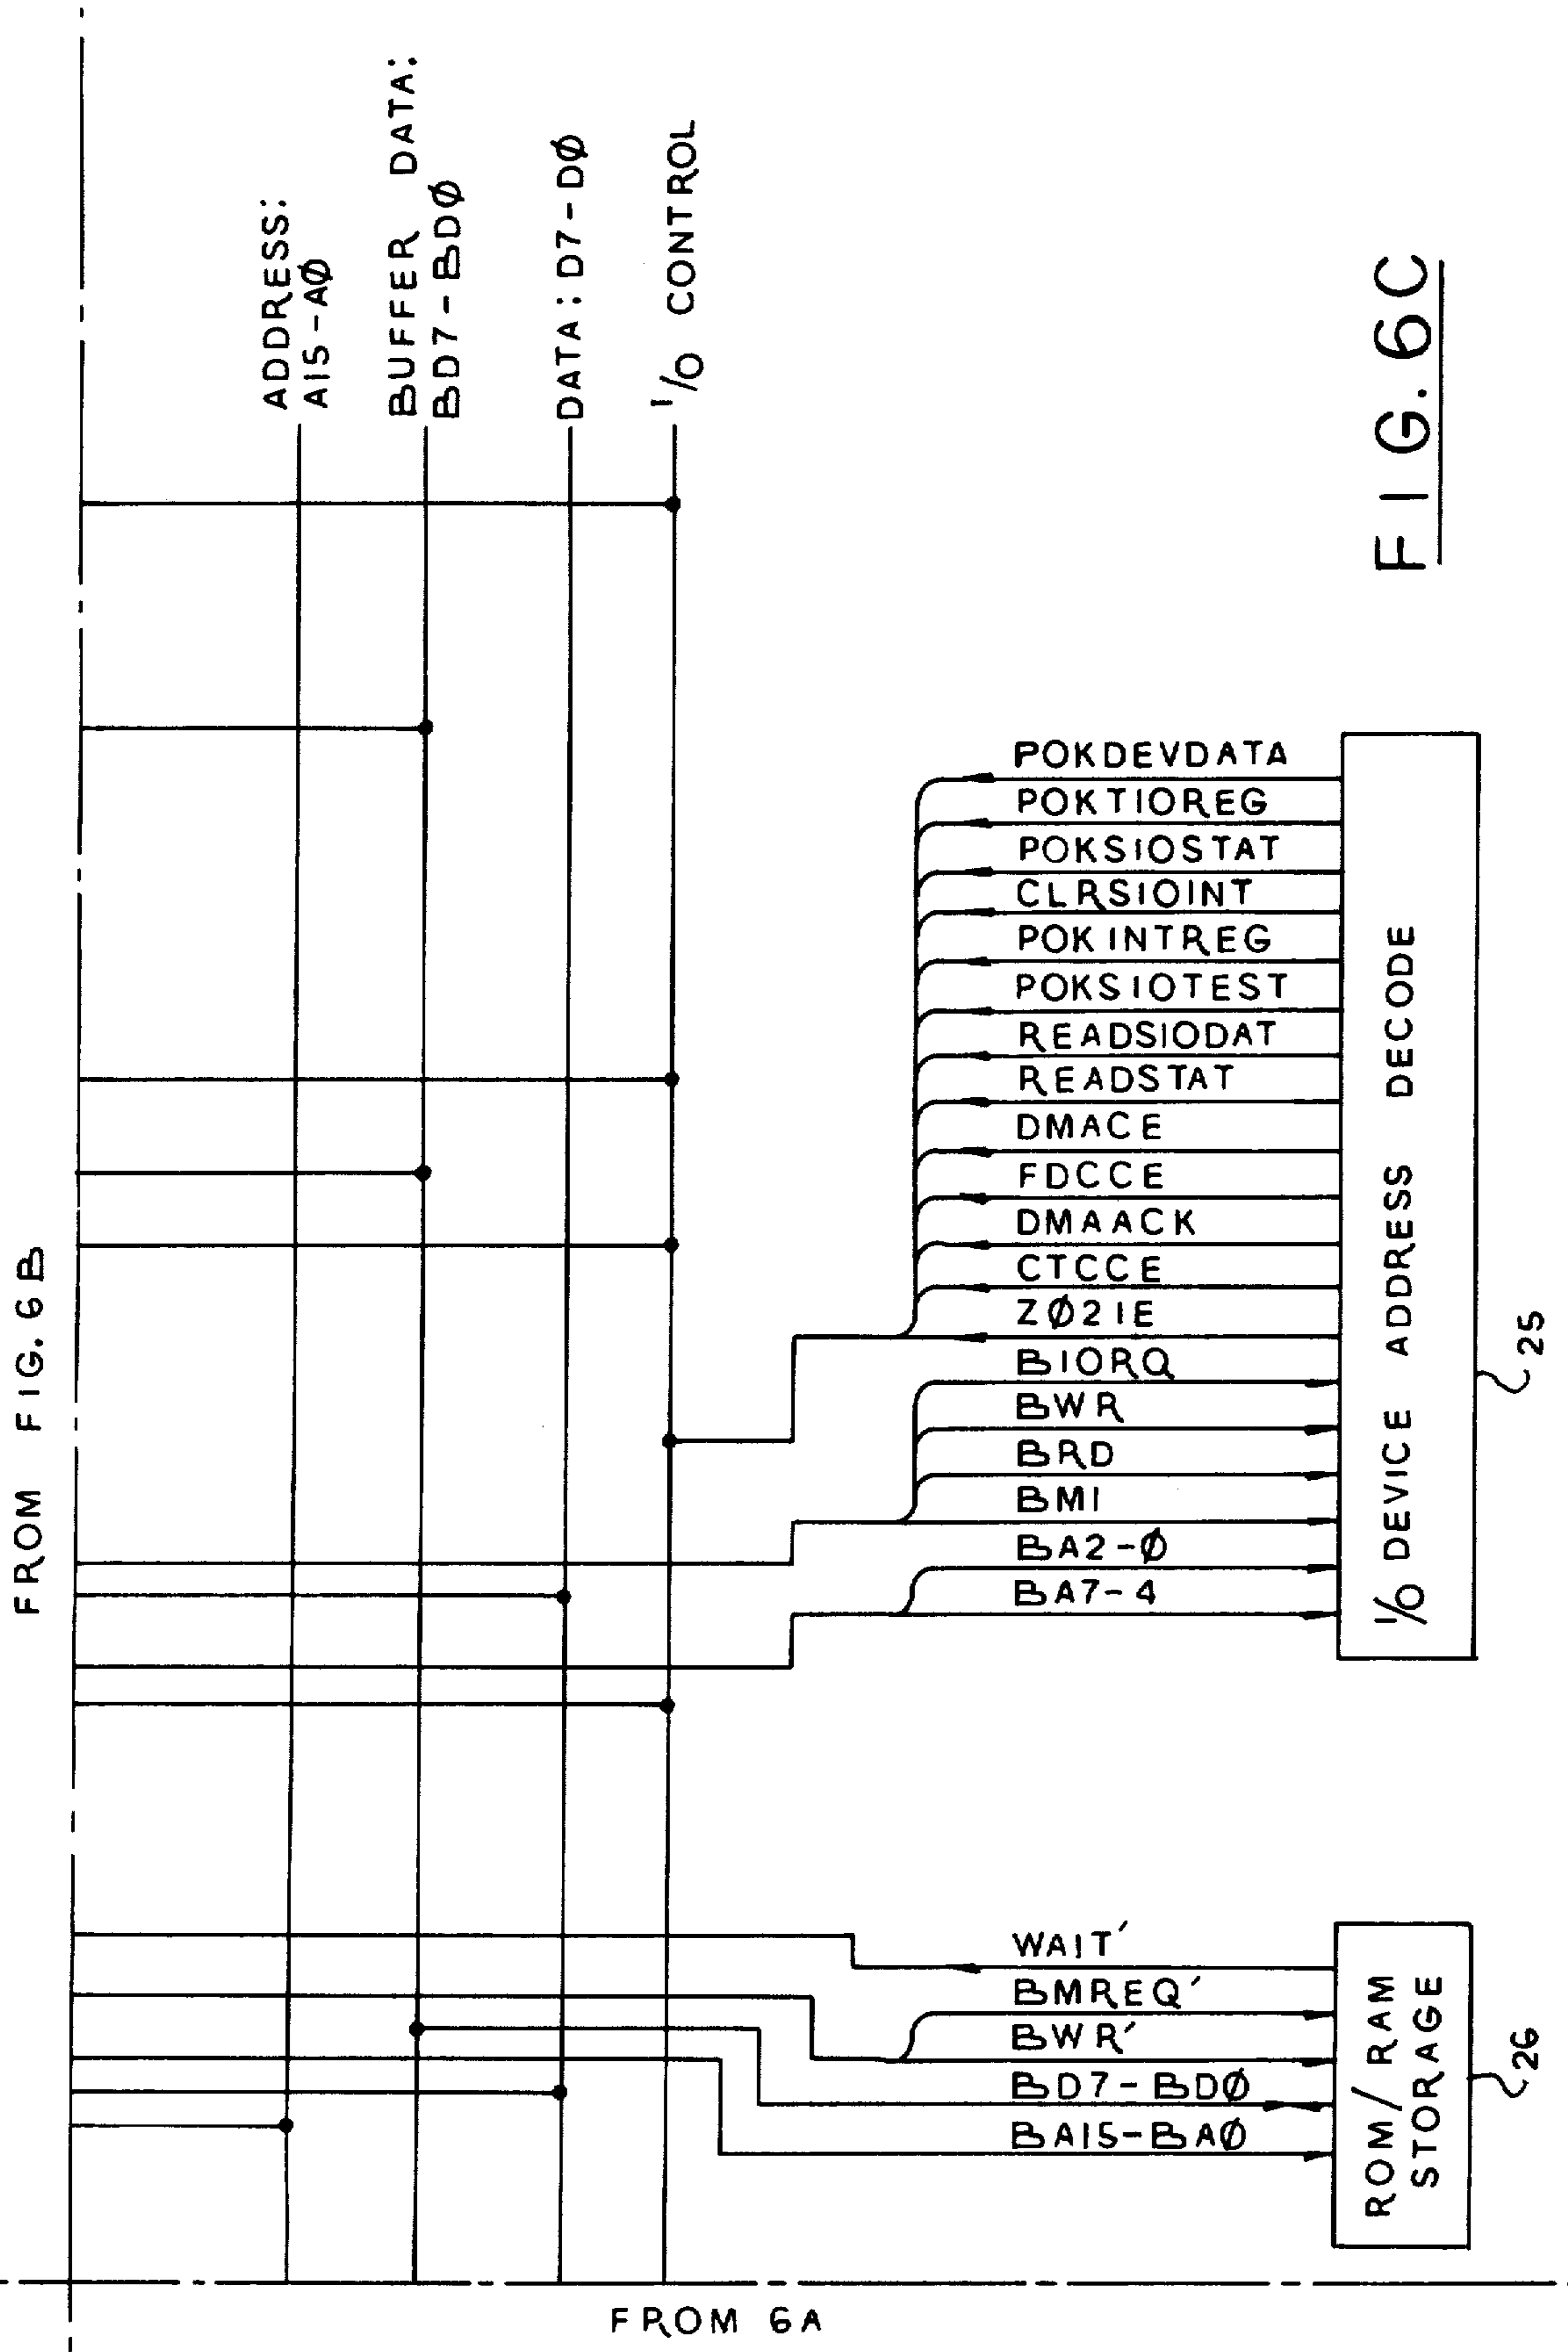 FROM FIG. 6B
ADDRESS:
A15-AØ
BUFFER DATA:
BD7-BDØ
DATA: D7-DØ
I/O CONTROL
FROM 6A
WAIT'
BMREQ'
BWR'
BD7-BDØ
BA15-BAØ
ROM/RAM
STORAGE
26
POKDEVDATA
POKTIOREG
POKSIOSTAT
CLRSIOINT
POKINTREG
POKSIOTEST
READSIODAT
READSTAT
DMACE
FDCCE
DMAACK
CTCCE
ZØ21E
BIORQ
BWR
BRD
BM1
BA2-Ø
BA7-4
I/O DEVICE ADDRESS DECODE
25
FIG. 6C